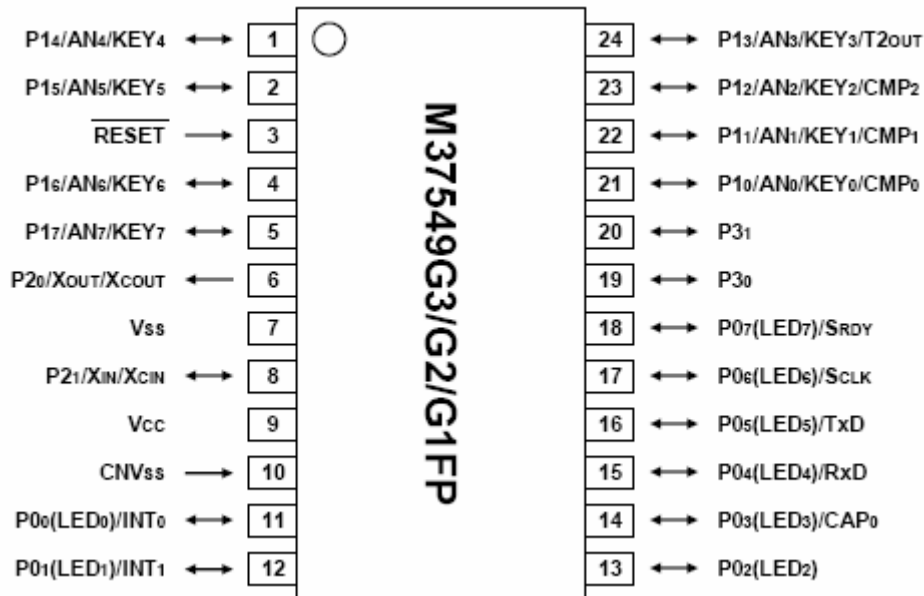 P14/AN4/KEY4 1 24 P13/AN3/KEY3/T2OUT
P15/AN5/KEY5 2 23 P12/AN2/KEY2/CMP2
RESET 3 22 P11/AN1/KEY1/CMP1
P16/AN6/KEY6 4 21 P10/AN0/KEY0/CMP0
P17/AN7/KEY7 5 20 P31
P20/XOUT/XCOUT 6 19 P30
Vss 7 18 P07(LED7)/SRDY
P21/XIN/XCIN 8 17 P06(LED6)/SCLK
Vcc 9 16 P05(LED5)/TxD
CNVss 10 15 P04(LED4)/RxD
P00(LED0)/INT0 11 14 P03(LED3)/CAP0
P01(LED1)/INT1 12 13 P02(LED2)
M37549G3/G2/G1FP